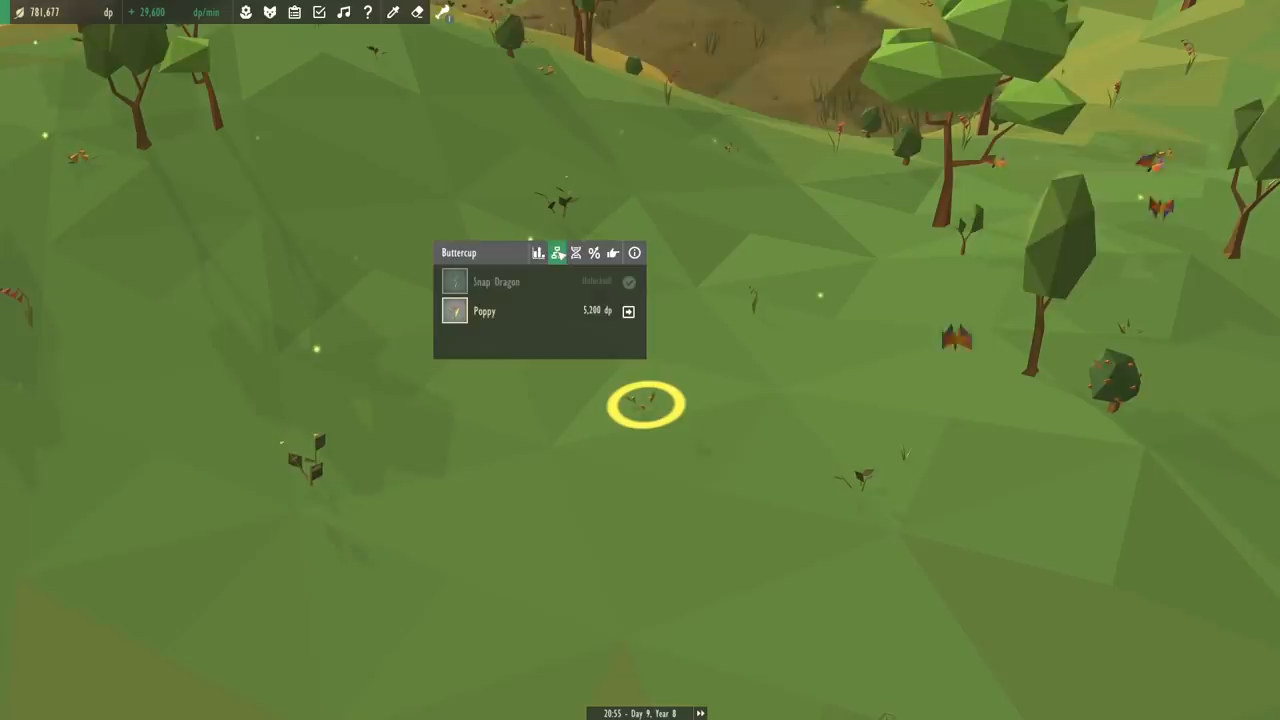 781,677 dp + 29,600 dp/min ?
Buttercup %
Snap Dragon Unlocked!
Poppy 5,200 dp
20:55 - Day 9, Year 8